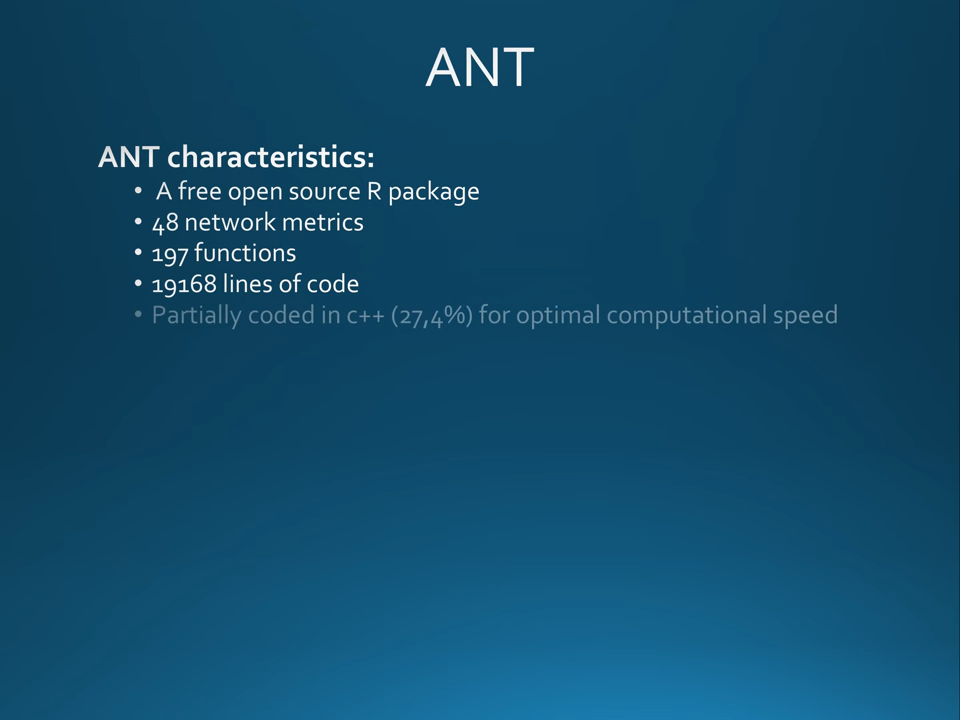 ANT
ANT characteristics:
• A free open source R package
• 48 network metrics
• 197 functions
• 19168 lines of code
• Partially coded in c++ (27,4%) for optimal computational speed